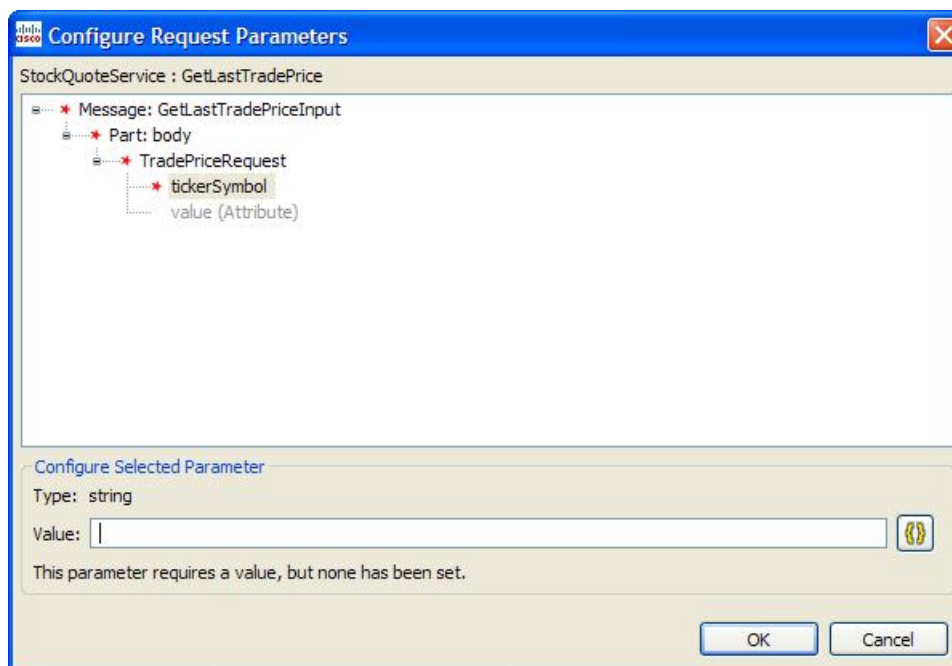 cisco Configure Request Parameters
StockQuoteService : GetLastTradePrice
* Message: GetLastTradePriceInput
* Part: body
* TradePriceRequest
* tickerSymbol
value (Attribute)
Configure Selected Parameter
Type: string
Value:
{}
This parameter requires a value, but none has been set.
OK Cancel